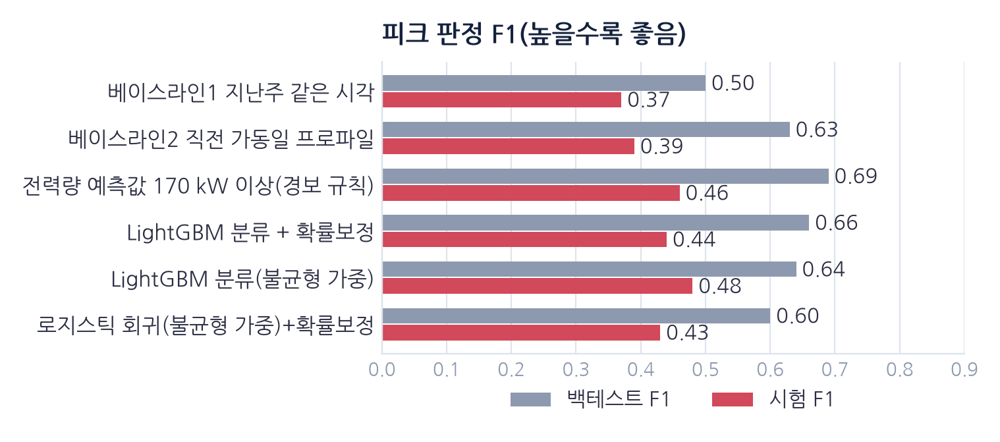 피크 판정 F1(높을수록 좋음)
베이스라인1 지난주 같은 시각
0.50
0.37
베이스라인2 직전 가동일 프로파일
0.63
0.39
전력량 예측값 170 kW 이상(경보 규칙)
0.69
0.46
LightGBM 분류 + 확률보정
0.66
0.44
LightGBM 분류(불균형 가중)
0.64
0.48
로지스틱 회귀(불균형 가중)+확률보정
0.60
0.43
0.0 0.1 0.2 0.3 0.4 0.5 0.6 0.7 0.8 0.9
백테스트 F1 시험 F1